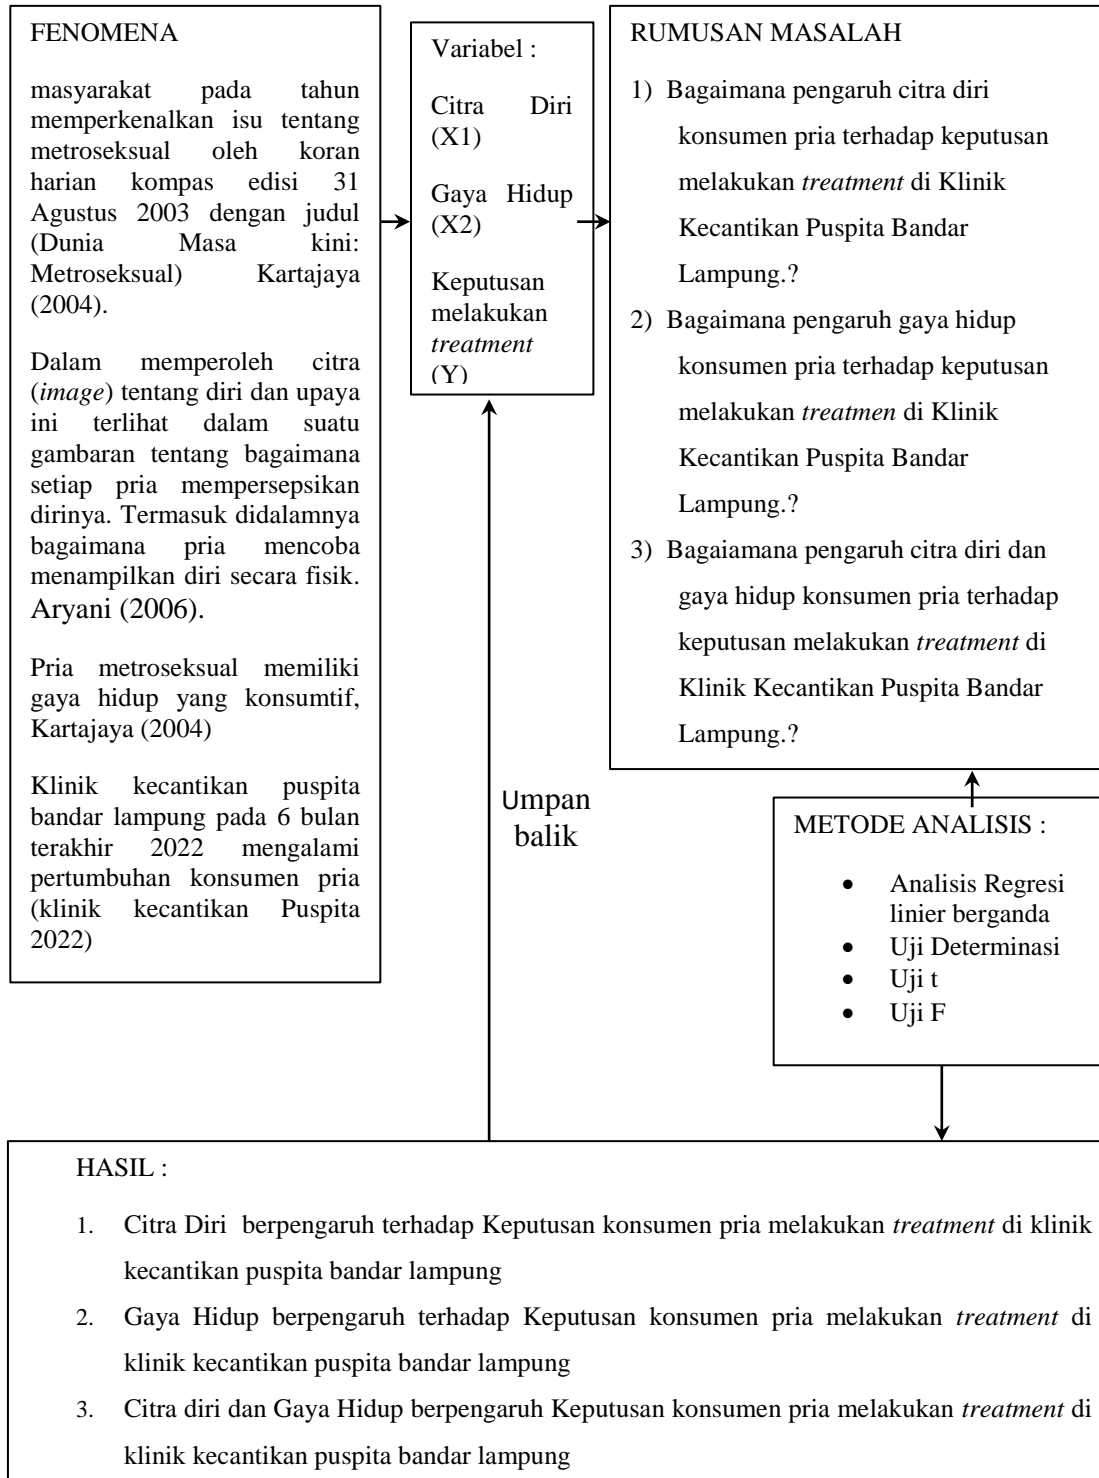 FENOMENA
masyarakat pada tahun
memperkenalkan isu tentang
metroseksual oleh koran
harian kompas edisi 31
Agustus 2003 dengan judul
(Dunia Masa kini:
Metroseksual) Kartajaya
(2004).
Dalam memperoleh citra
(image) tentang diri dan upaya
ini terlihat dalam suatu
gambaran tentang bagaimana
setiap pria mempersepsikan
dirinya. Termasuk didalamnya
bagaimana pria mencoba
menampilkan diri secara fisik.
Aryani (2006).
Pria metroseksual memiliki
gaya hidup yang konsumtif,
Kartajaya (2004)
Klinik kecantikan puspita
bandar lampung pada 6 bulan
terakhir 2022 mengalami
pertumbuhan konsumen pria
(klinik kecantikan Puspita
2022)
Variabel :
Citra Diri
(X1)
Gaya Hidup
(X2)
Keputusan
melakukan
treatment
(Y)
RUMUSAN MASALAH
1) Bagaimana pengaruh citra diri
konsumen pria terhadap keputusan
melakukan treatment di Klinik
Kecantikan Puspita Bandar
Lampung.?
2) Bagaimana pengaruh gaya hidup
konsumen pria terhadap keputusan
melakukan treatmen di Klinik
Kecantikan Puspita Bandar
Lampung.?
3) Bagaiamana pengaruh citra diri dan
gaya hidup konsumen pria terhadap
keputusan melakukan treatment di
Klinik Kecantikan Puspita Bandar
Lampung.?
Umpan
balik
METODE ANALISIS :
• Analisis Regresi
linier berganda
• Uji Determinasi
• Uji t
• Uji F
HASIL :
1. Citra Diri berpengaruh terhadap Keputusan konsumen pria melakukan treatment di klinik
kecantikan puspita bandar lampung
2. Gaya Hidup berpengaruh terhadap Keputusan konsumen pria melakukan treatment di
klinik kecantikan puspita bandar lampung
3. Citra diri dan Gaya Hidup berpengaruh Keputusan konsumen pria melakukan treatment di
klinik kecantikan puspita bandar lampung